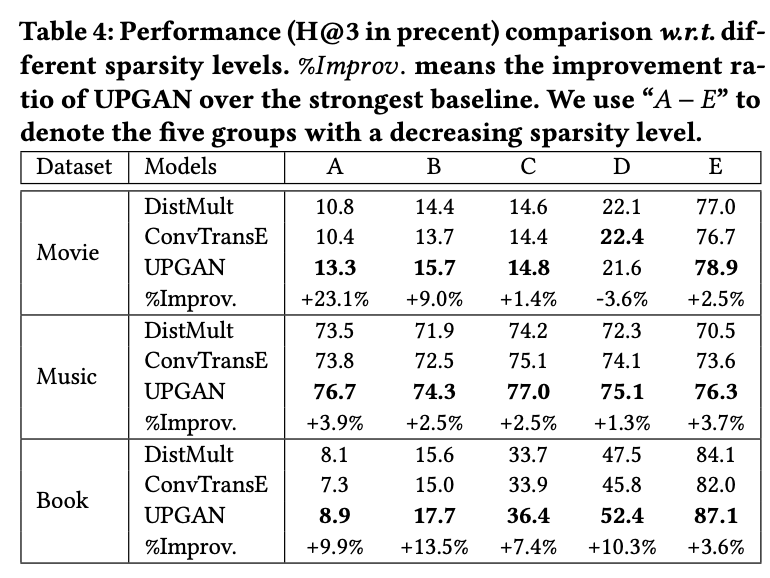 Table 4: Performance (H@3 in precent) comparison w.r.t. dif-
ferent sparsity levels. %Improv. means the improvement ra-
tio of UPGAN over the strongest baseline. We use “A − E” to
denote the five groups with a decreasing sparsity level.
Dataset Models A B C D E
DistMult 10.8 14.4 14.6 22.1 77.0
ConvTransE 10.4 13.7 14.4 22.4 76.7
Movie
UPGAN 13.3 15.7 14.8 21.6 78.9
%Improv. +23.1% +9.0% +1.4% -3.6% +2.5%
DistMult 73.5 71.9 74.2 72.3 70.5
ConvTransE 73.8 72.5 75.1 74.1 73.6
Music
UPGAN 76.7 74.3 77.0 75.1 76.3
%Improv. +3.9% +2.5% +2.5% +1.3% +3.7%
DistMult 8.1 15.6 33.7 47.5 84.1
ConvTransE 7.3 15.0 33.9 45.8 82.0
Book
UPGAN 8.9 17.7 36.4 52.4 87.1
%Improv. +9.9% +13.5% +7.4% +10.3% +3.6%